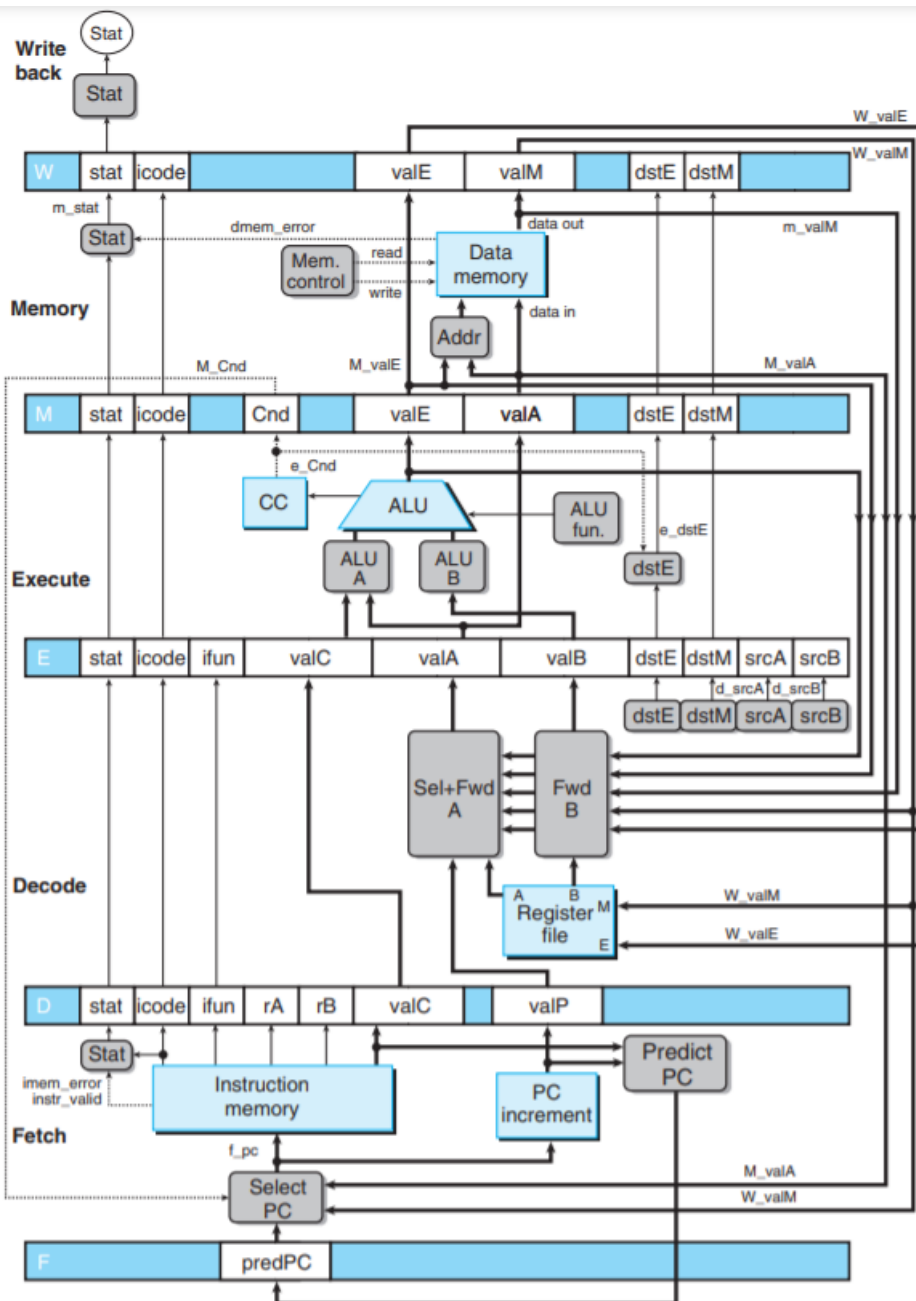 Stat
Write
back
Stat
W_valE
W_valM
W stat icode valE valM dstE dstM
m_stat
data out
m_valM
Stat
dmem_error
Mem.
control
read
write
Data
memory
Memory
data in
Addr
M_Cnd
M_valE
M_valA
M stat icode Cnd valE valA dstE dstM
e_Cnd
CC
ALU
ALU
fun.
e_dstE
ALU
A
ALU
B
dstE
Execute
E stat icode ifun valC valA valB dstE dstM srcA srcB
d_srcA d_srcB
dstE dstM srcA srcB
Sel+Fwd
A
Fwd
B
Decode
A B
Register
file
M
E
W_valM
W_valE
D stat icode ifun rA rB valC valP
Stat
imem_error
instr_valid
Instruction
memory
PC
increment
Predict
PC
Fetch
f_pc
M_valA
Select
PC
W_valM
F predPC